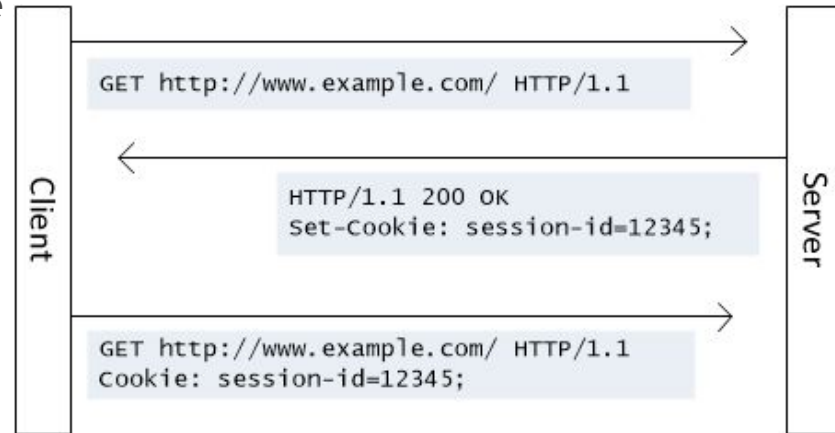 e
Client
GET http://www.example.com/ HTTP/1.1
HTTP/1.1 200 OK
Set-Cookie: session-id=12345;
GET http://www.example.com/ HTTP/1.1
Cookie: session-id=12345;
Server